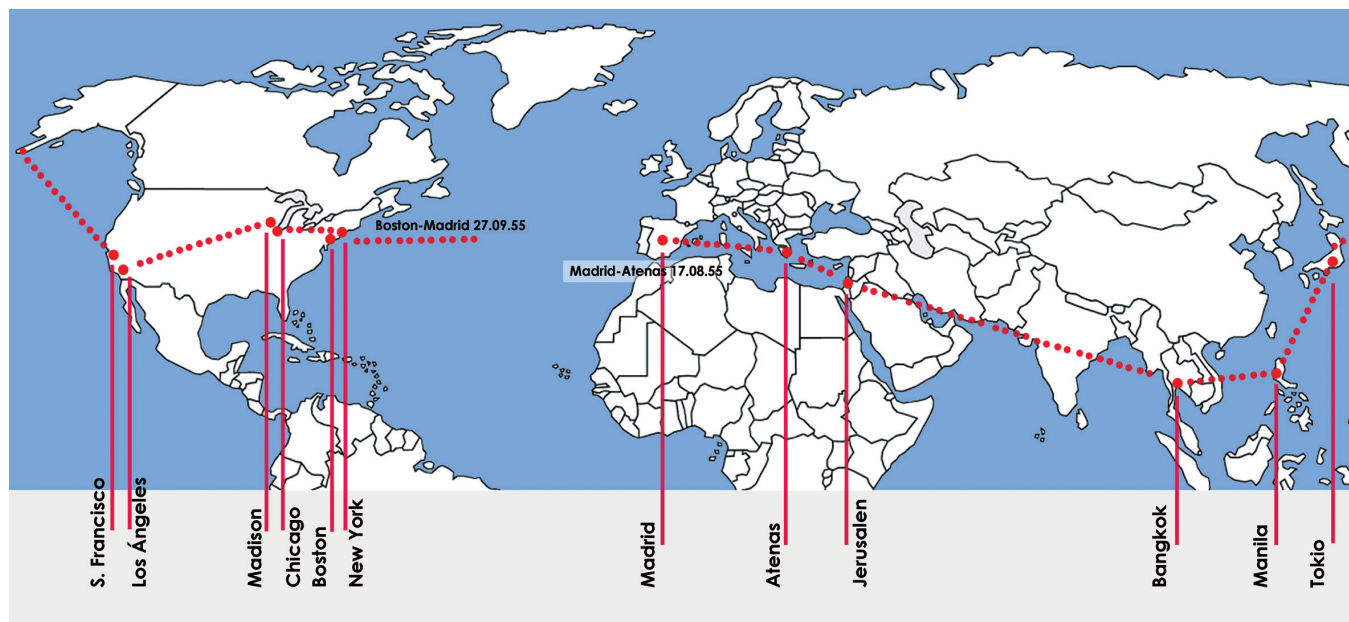 Boston-Madrid 27.09.55
Madrid-Atenas 17.08.55
S. Francisco
Los Ángeles
Madison
Chicago
Boston
New York
Madrid
Atenas
Jerusalen
Bangkok
Manila
Tokio